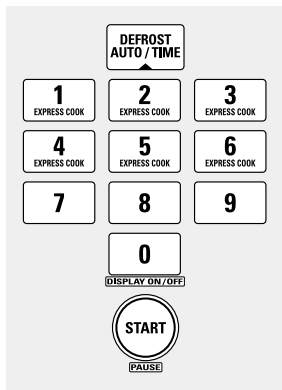 DEFROST
AUTO / TIME
1 2 3
EXPRESS COOK EXPRESS COOK EXPRESS COOK
4 5 6
EXPRESS COOK EXPRESS COOK EXPRESS COOK
7 8 9
0
DISPLAY ON/OFF
START
PAUSE